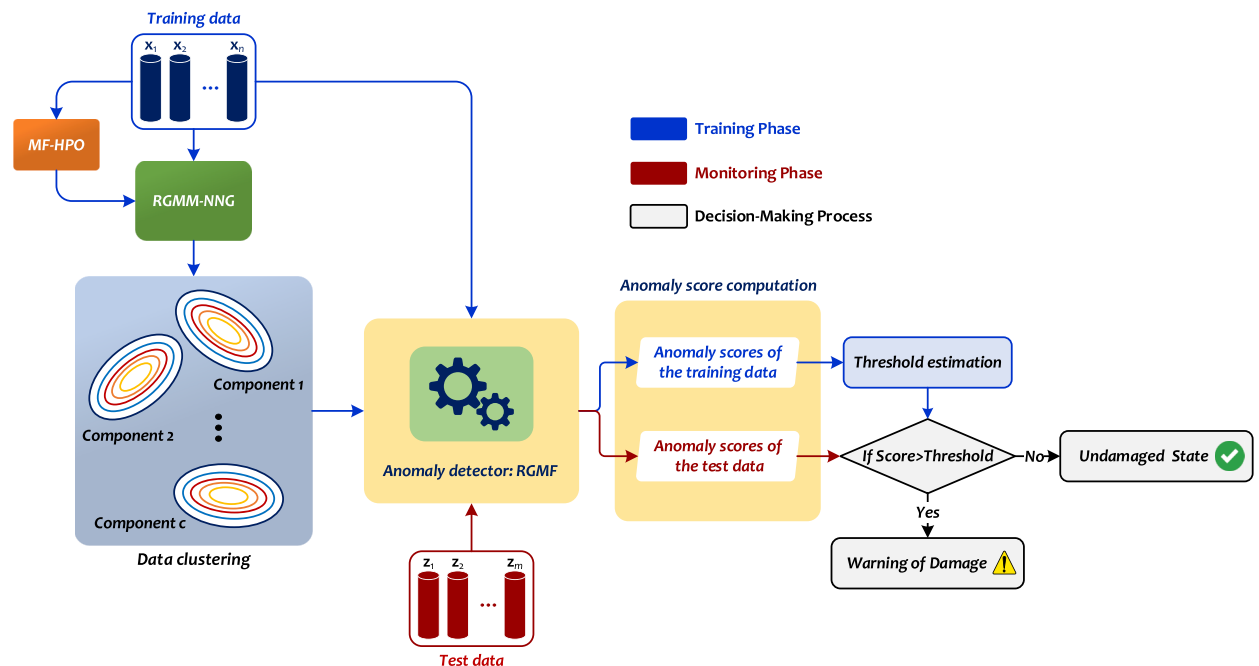 Training data
x1 x2 ... xn
MF-HPO
RGMM-NNG
Training Phase
Monitoring Phase
Decision-Making Process
Component 1
Component 2
Component c
Data clustering
Anomaly detector: RGMF
z1 z2 ... zm
Test data
Anomaly score computation
Anomaly scores of
the training data
Anomaly scores of
the test data
Threshold estimation
If Score>Threshold
No
Undamaged State
Yes
Warning of Damage